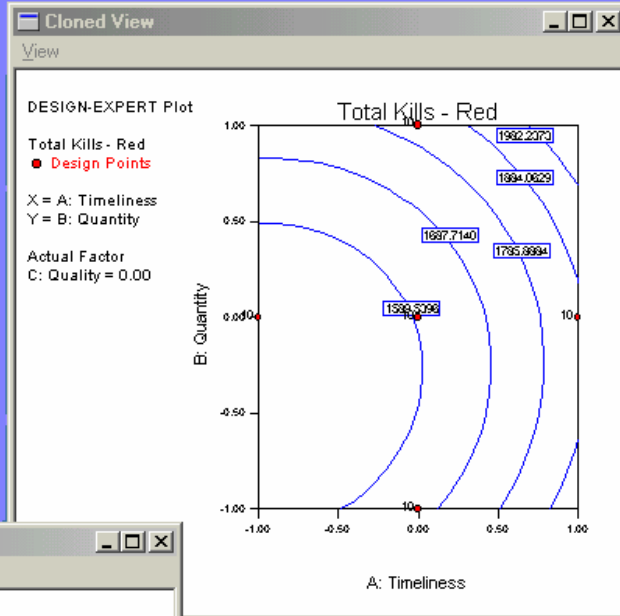 Cloned View
View
DESIGN-EXPERT Plot
Total Kills - Red
Design Points
X = A: Timeliness
Y = B: Quantity
Actual Factor
C: Quality = 0.00
Total Kills - Red
10
1.00
1982.2373
1884.0629
0.50
1687.7140
1785.8884
1589.5396
0.00
10
10
10
B: Quantity
-0.50
10
-1.00
-1.00
-0.50
0.00
0.50
1.00
A: Timeliness